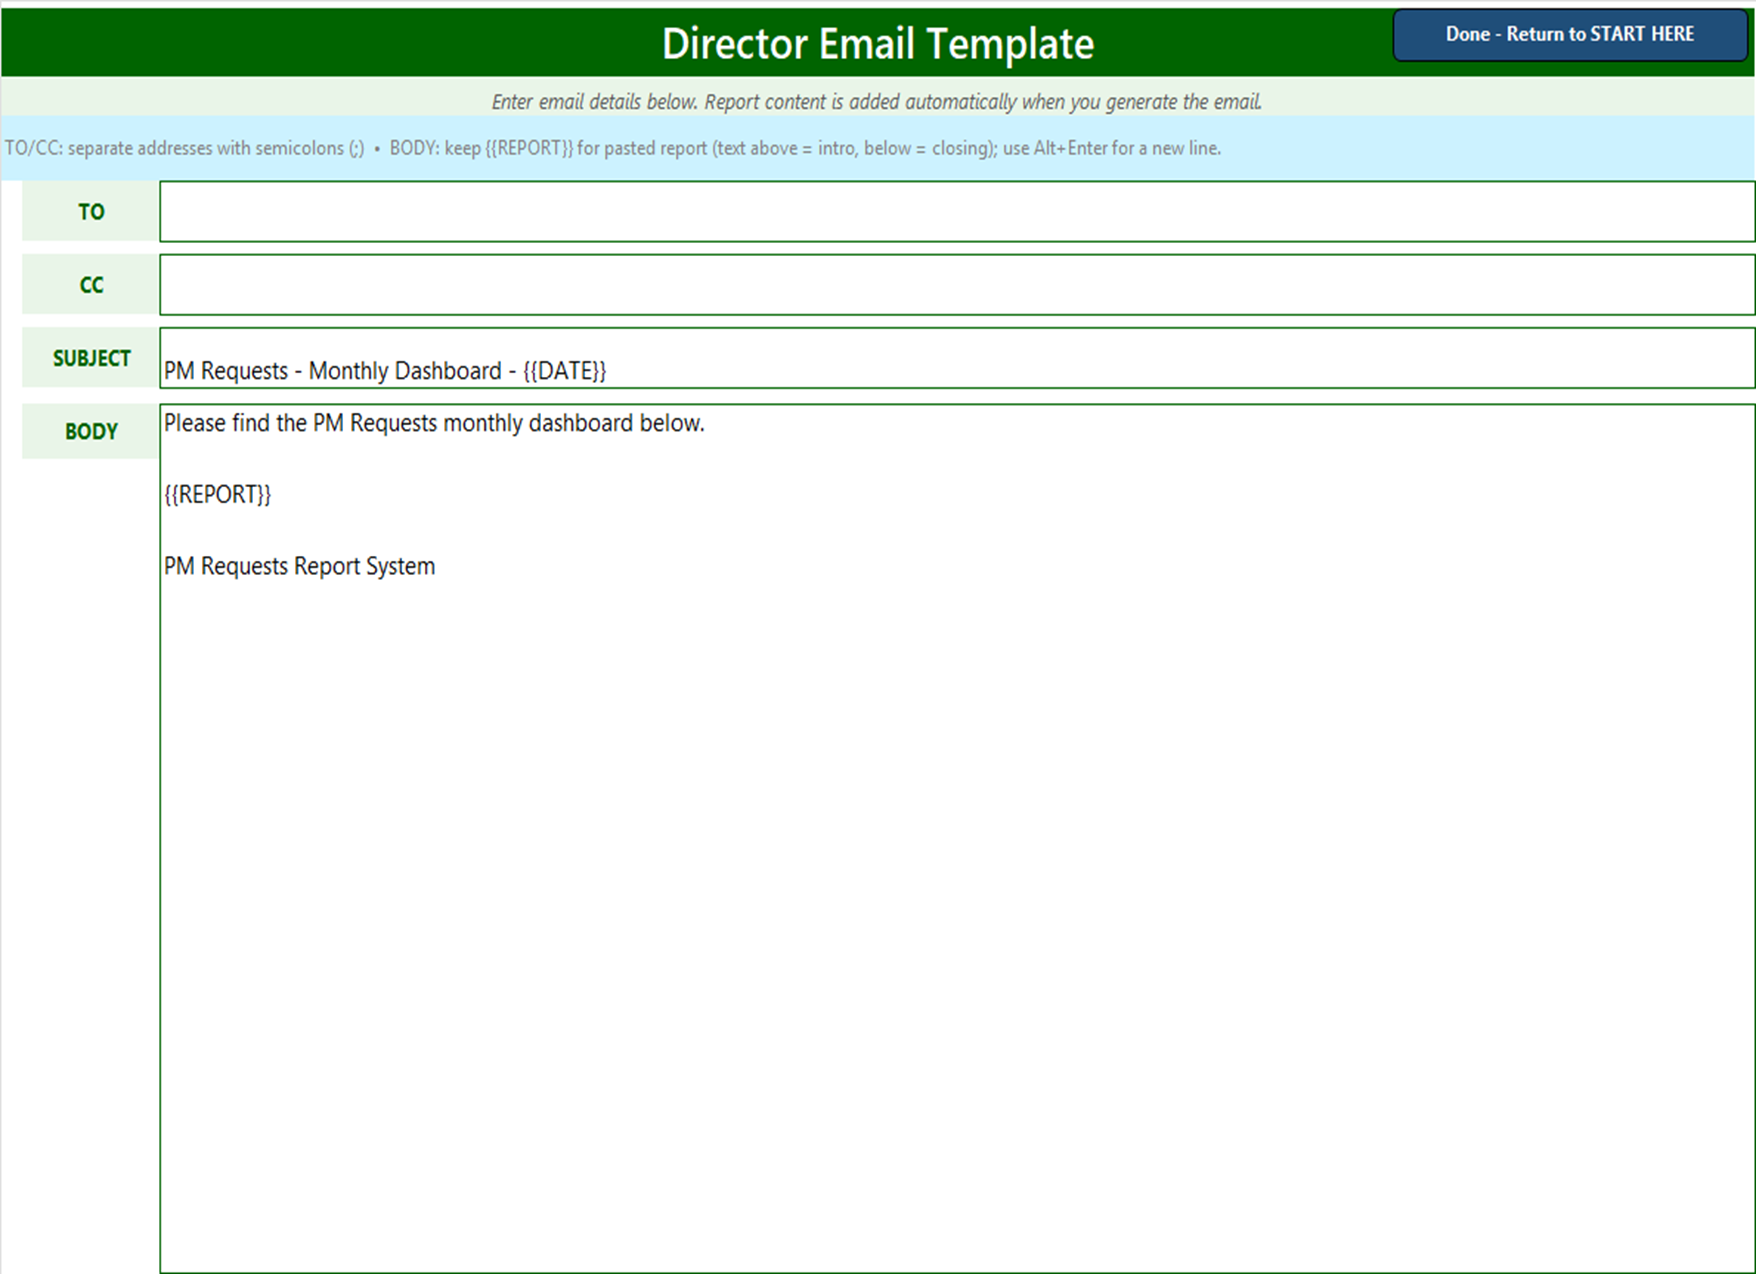 Director Email Template
Done - Return to START HERE
Enter email details below. Report content is added automatically when you generate the email.
TO/CC: separate addresses with semicolons (;) • BODY: keep {{REPORT}} for pasted report (text above = intro, below = closing); use Alt+Enter for a new line.
TO
CC
SUBJECT
PM Requests - Monthly Dashboard - {{DATE}}
BODY
Please find the PM Requests monthly dashboard below.
{{REPORT}}
PM Requests Report System